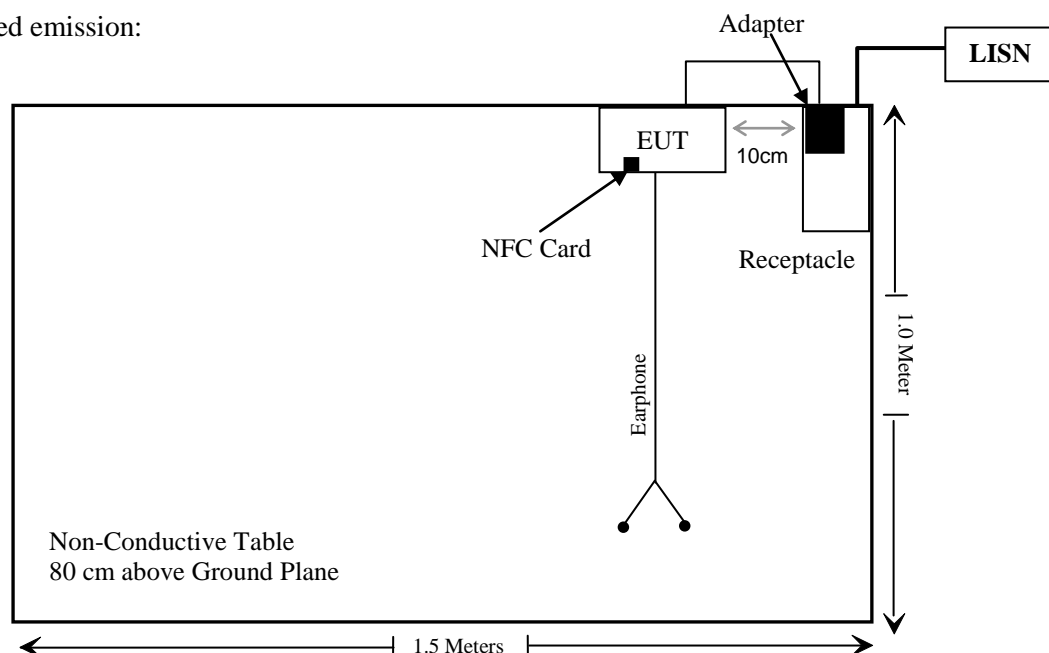 ed emission:
Adapter
LISN
EUT
10cm
NFC Card
Receptacle
1.0 Meter
Earphone
Non-Conductive Table
80 cm above Ground Plane
1.5 Meters